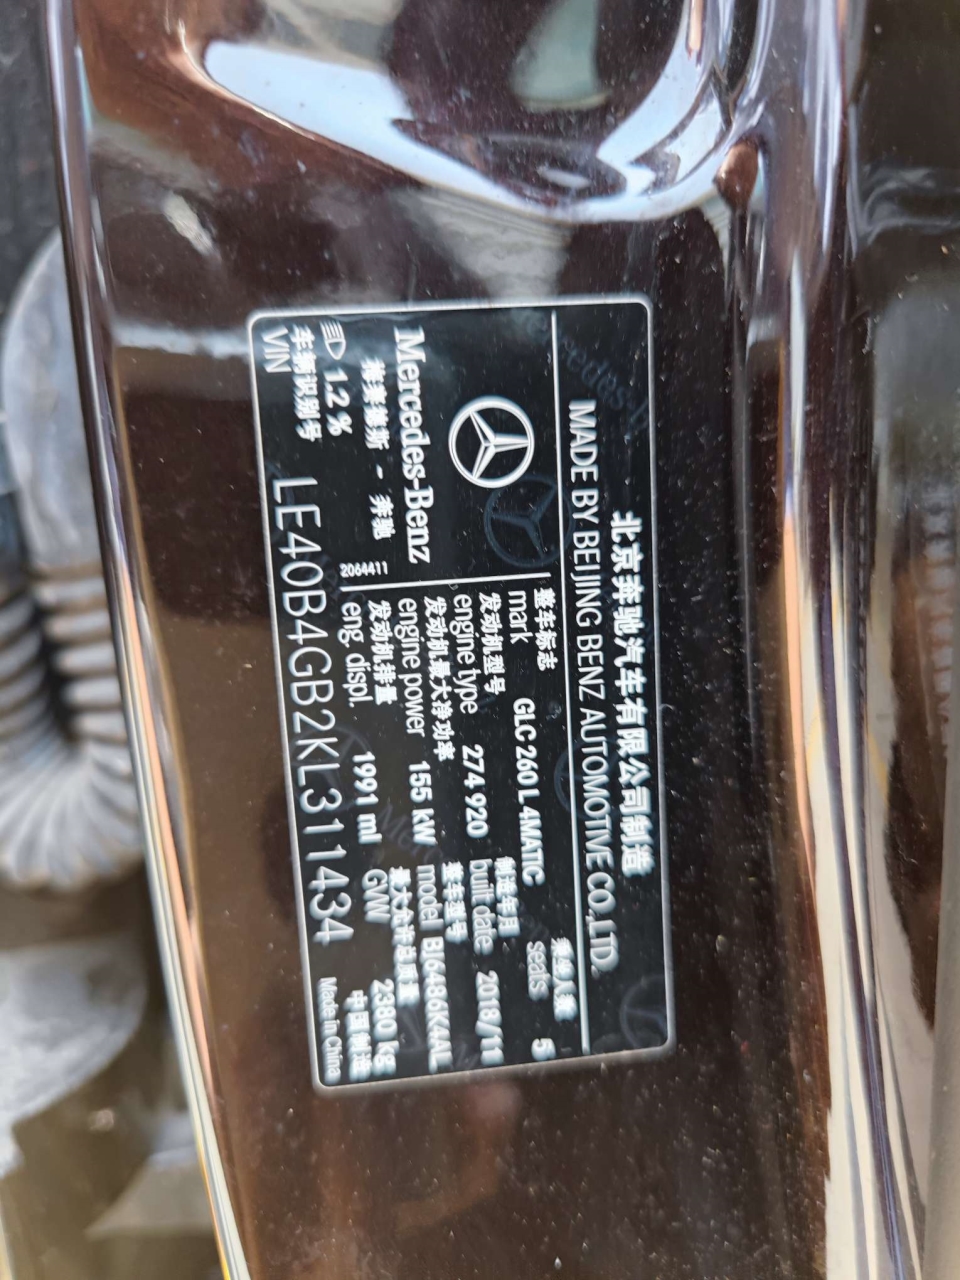 北京奔驰汽车有限公司制造
MADE BY BEIJING BENZ AUTOMOTIVE CO.,LTD.
Mercedes-Benz
梅赛德斯 - 奔驰
2064411
整车标志
mark GLC 260 L 4MATIC
乘坐人数
seats 5
发动机型号
engine type 274 920
制造年月
built date 2018/11
发动机最大净功率
engine power 155 kW
整车型号
model BJ6486K4AL
发动机排量
eng. displ. 1991 ml
最大允许总质量
GVW 2380 kg
1.2 %
中国制造
Made in China
车辆识别号
VIN LE40B4GB2KL311434